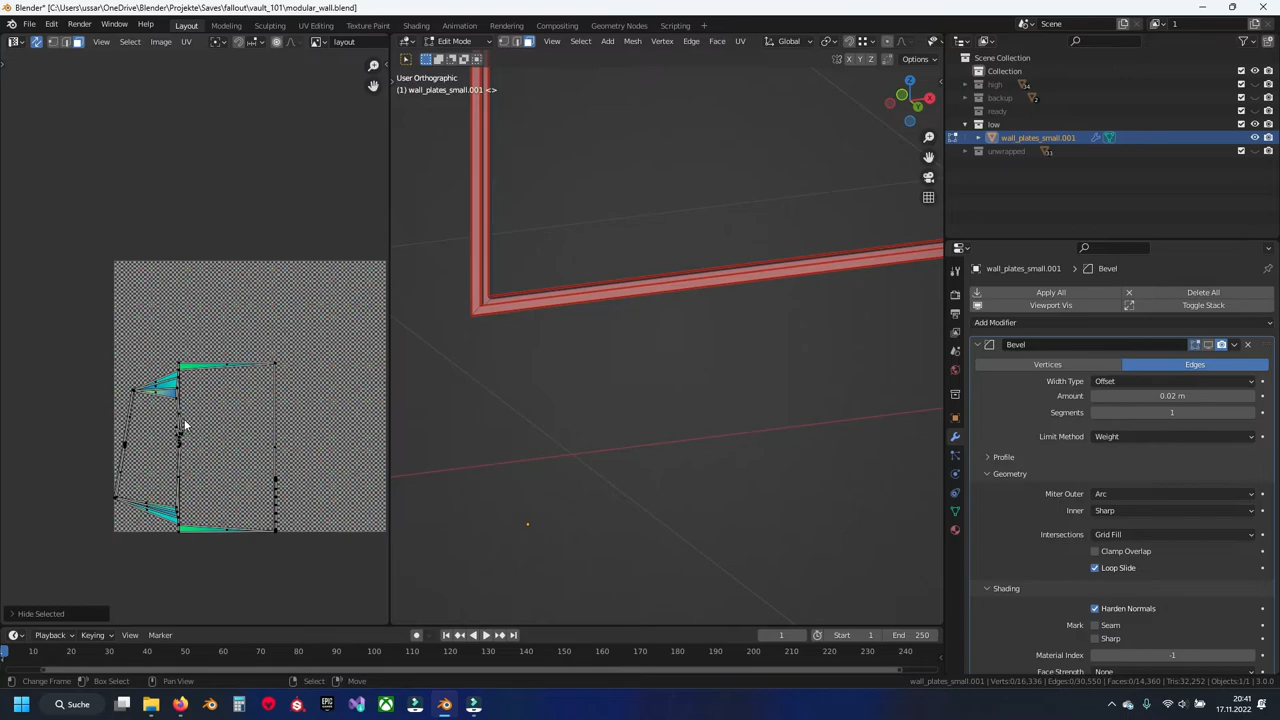 Blender* [C:\Users\ussar\OneDrive\Blender\Projekte\Saves\fallout\vault_101\modular_wall.blend]
File Edit Render Window Help Layout Modeling Sculpting UV Editing Texture Paint Shading Animation Rendering Compositing Geometry Nodes Scripting + Scene ViewLayer
View Select Image UV layout
Edit Mode View Select Add Mesh Vertex Edge Face UV Global
X Y Z Options
User Orthographic
(1) wall_plates_small.001 <>
Z
X
Y
Scene Collection
Collection
high 34
backup 2
ready
low
wall_plates_small.001
unwrapped 11
wall_plates_small.001 > Bevel
Apply All Delete All
Viewport Vis Toggle Stack
Add Modifier
Bevel
Vertices Edges
Width Type Offset
Amount 0.02 m
Segments 1
Limit Method Weight
Profile
Geometry
Miter Outer Arc
Inner Sharp
Intersections Grid Fill
Clamp Overlap
Loop Slide
Shading
Harden Normals
Mark Seam
Sharp
Material Index -1
Face Strength None
Hide Selected
Playback Keying View Marker
1 Start 1 End 250
10 20 30 40 50 60 70 80 90 100 110 120 130 140 150 160 170 180 190 200 210 220 230 240
Change Frame Box Select Pan View Select Move
wall_plates_small.001 | Verts:0/16,336 | Edges:0/30,550 | Faces:0/14,360 | Tris:32,252 | Objects:1/1 | 3.0.0
Suche
20:41
17.11.2022